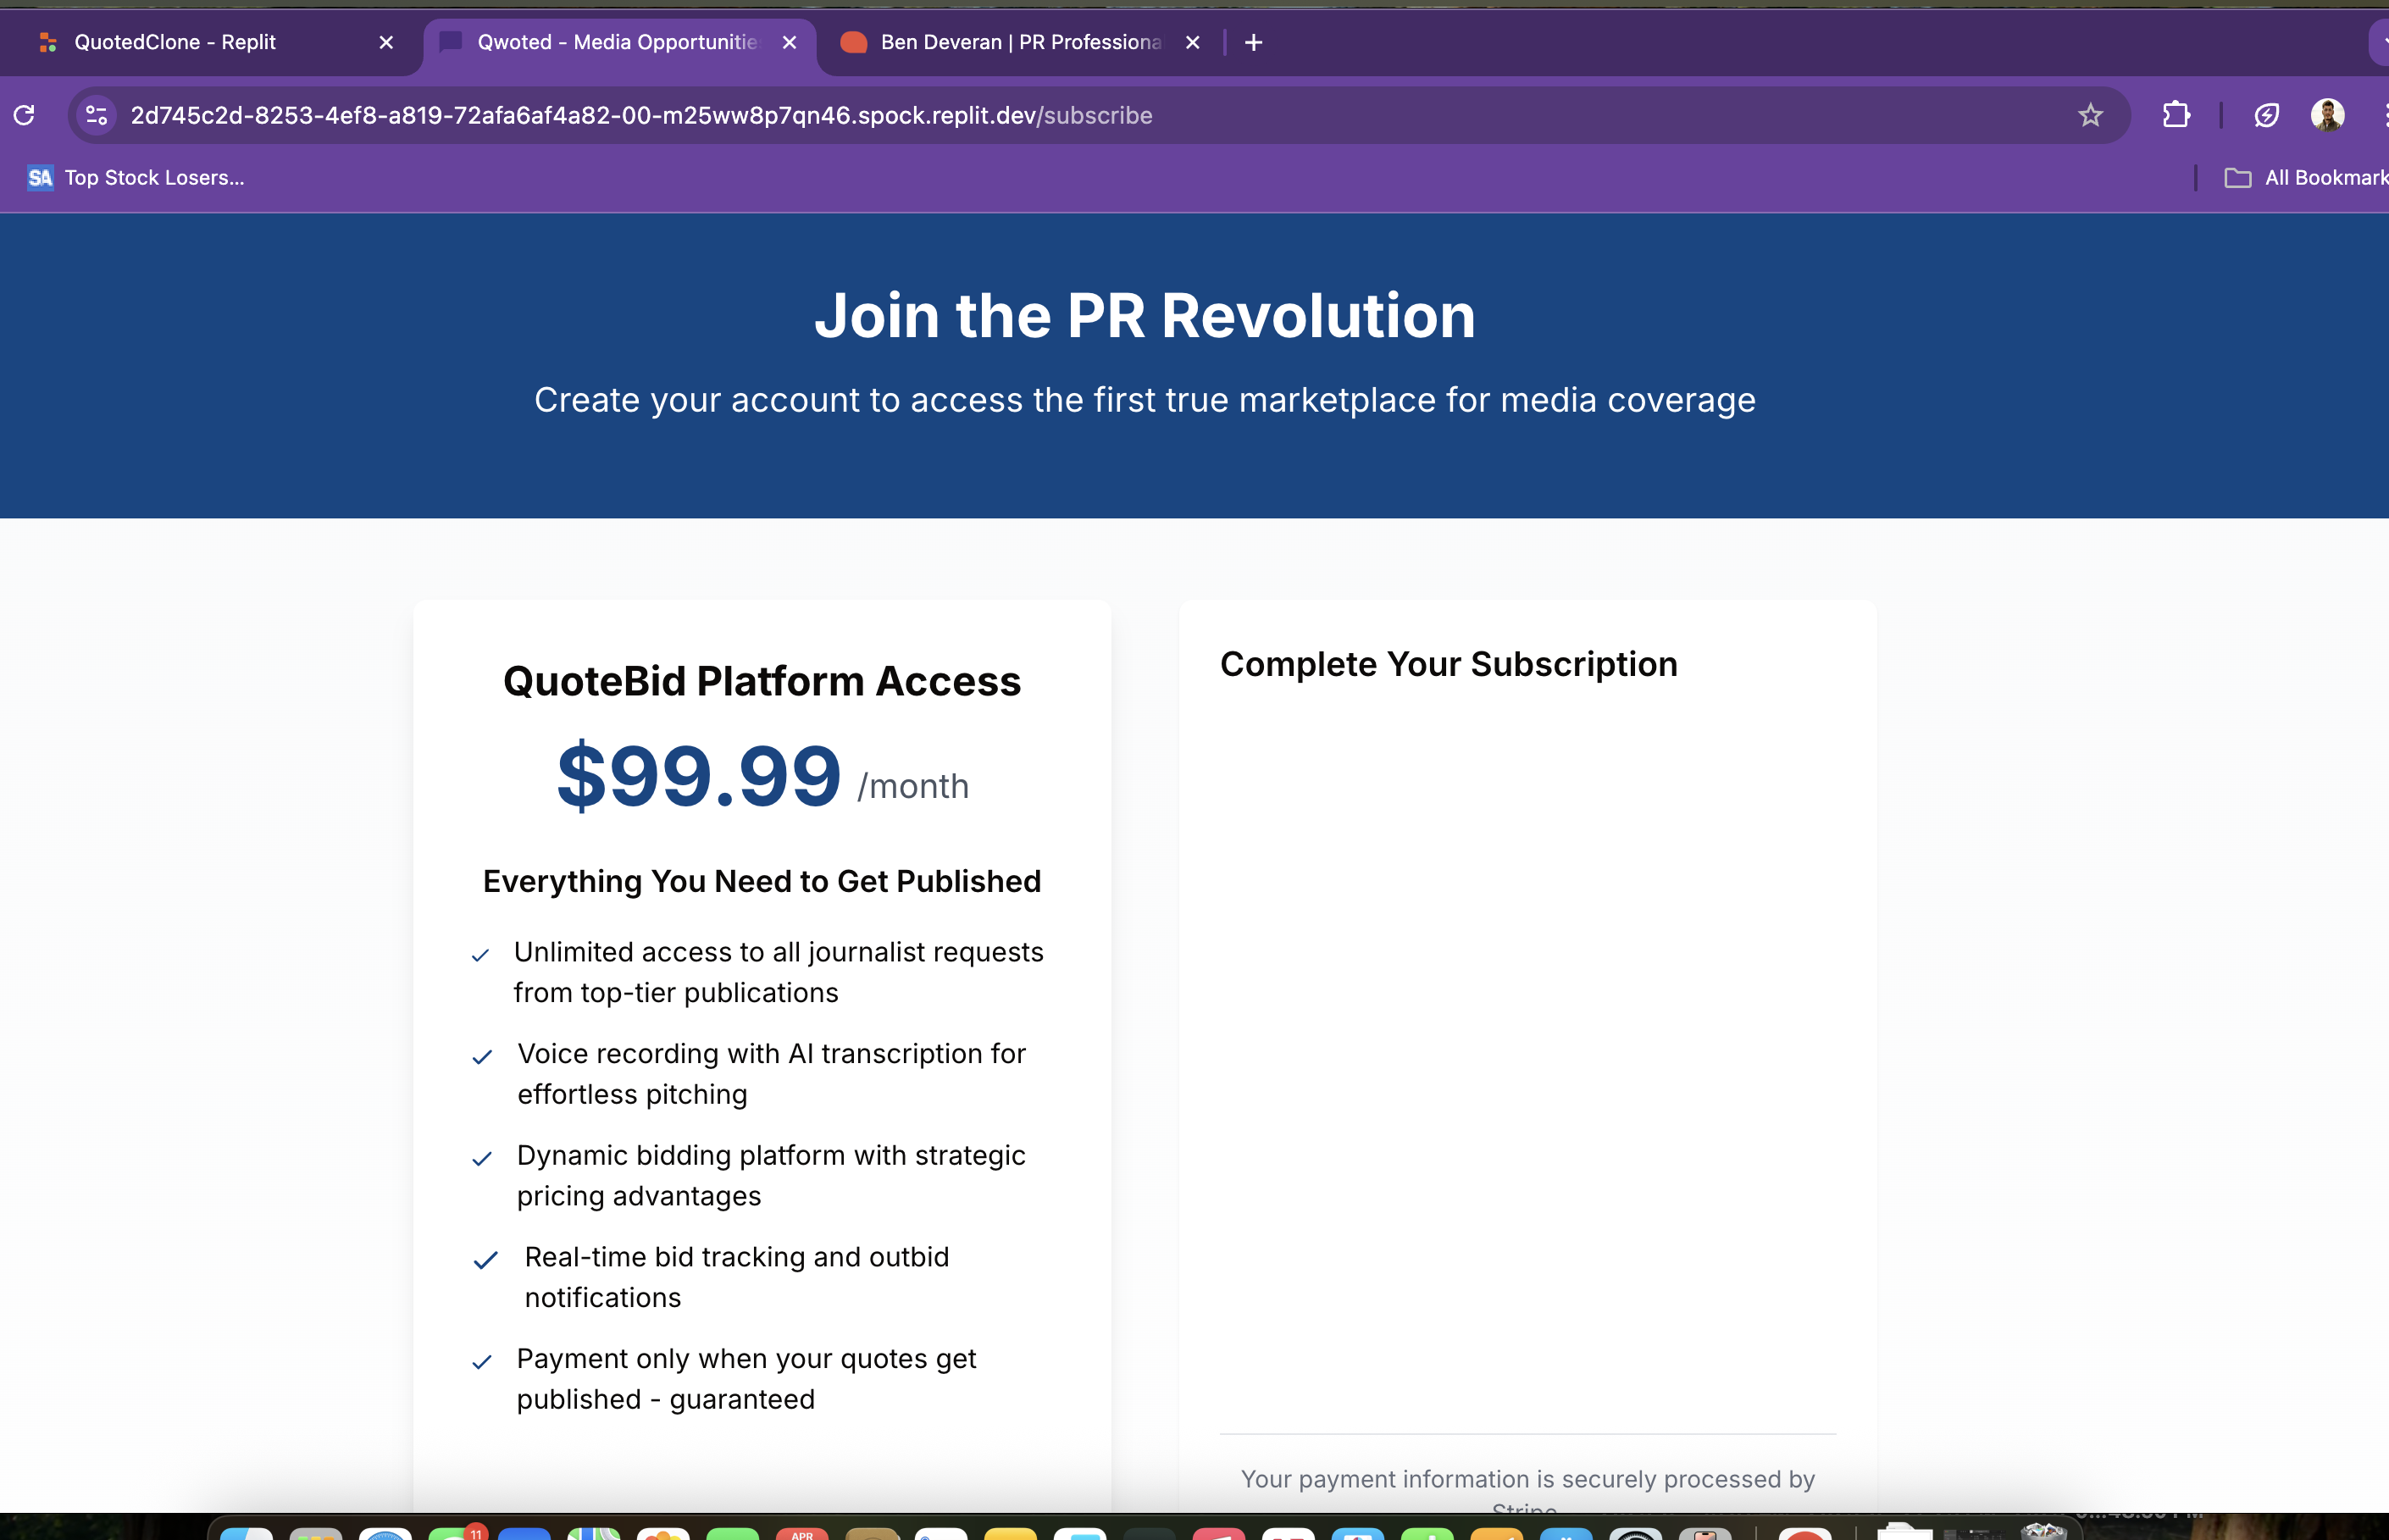 QuotedClone - Replit
Qwoted - Media Opportunitie
Ben Deveran | PR Professiona
2d745c2d-8253-4ef8-a819-72afa6af4a82-00-m25ww8p7qn46.spock.replit.dev/subscribe
SA Top Stock Losers...
All Bookmark
Join the PR Revolution
Create your account to access the first true marketplace for media coverage
QuoteBid Platform Access
$99.99 /month
Everything You Need to Get Published
Unlimited access to all journalist requests
from top-tier publications
Voice recording with AI transcription for
effortless pitching
Dynamic bidding platform with strategic
pricing advantages
Real-time bid tracking and outbid
notifications
Payment only when your quotes get
published - guaranteed
Complete Your Subscription
Your payment information is securely processed by
Stripe
11
APR